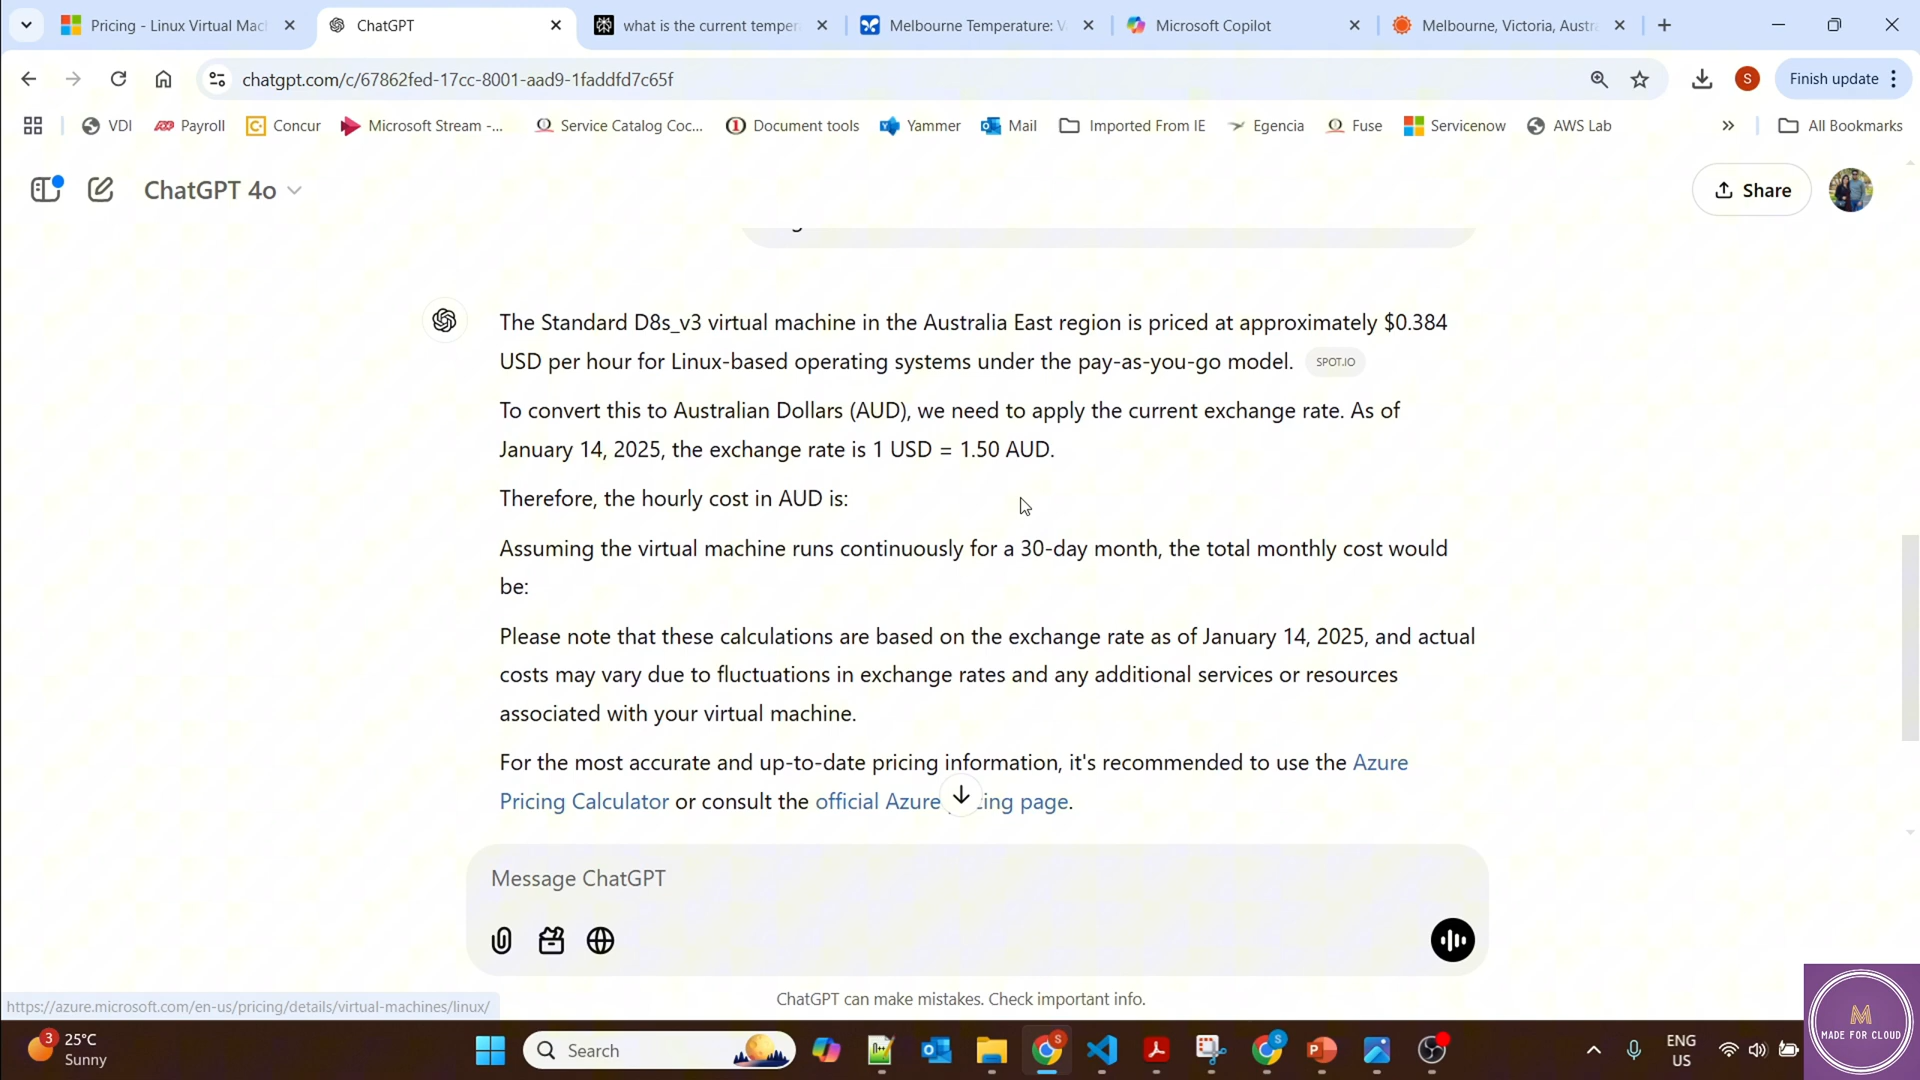 Pricing - Linux Virtual Mac
ChatGPT
what is the current temper
Melbourne Temperature: V
Microsoft Copilot
Melbourne, Victoria, Austr
chatgpt.com/c/67862fed-17cc-8001-aad9-1faddfd7c65f
S
Finish update
VDI
Payroll
Concur
Microsoft Stream -...
Service Catalog Coc...
Document tools
Yammer
Mail
Imported From IE
Egencia
Fuse
Servicenow
AWS Lab
All Bookmarks
ChatGPT 4o
Share
The Standard D8s_v3 virtual machine in the Australia East region is priced at approximately $0.384
USD per hour for Linux-based operating systems under the pay-as-you-go model. SPOT.IO
To convert this to Australian Dollars (AUD), we need to apply the current exchange rate. As of
January 14, 2025, the exchange rate is 1 USD = 1.50 AUD.
Therefore, the hourly cost in AUD is:
Assuming the virtual machine runs continuously for a 30-day month, the total monthly cost would
be:
Please note that these calculations are based on the exchange rate as of January 14, 2025, and actual
costs may vary due to fluctuations in exchange rates and any additional services or resources
associated with your virtual machine.
For the most accurate and up-to-date pricing information, it's recommended to use the Azure
Pricing Calculator or consult the official Azure page.
Message ChatGPT
https://azure.microsoft.com/en-us/pricing/details/virtual-machines/linux/
ChatGPT can make mistakes. Check important info.
3
25°C
Sunny
Search
ENG
US
M
MADE FOR CLOUD